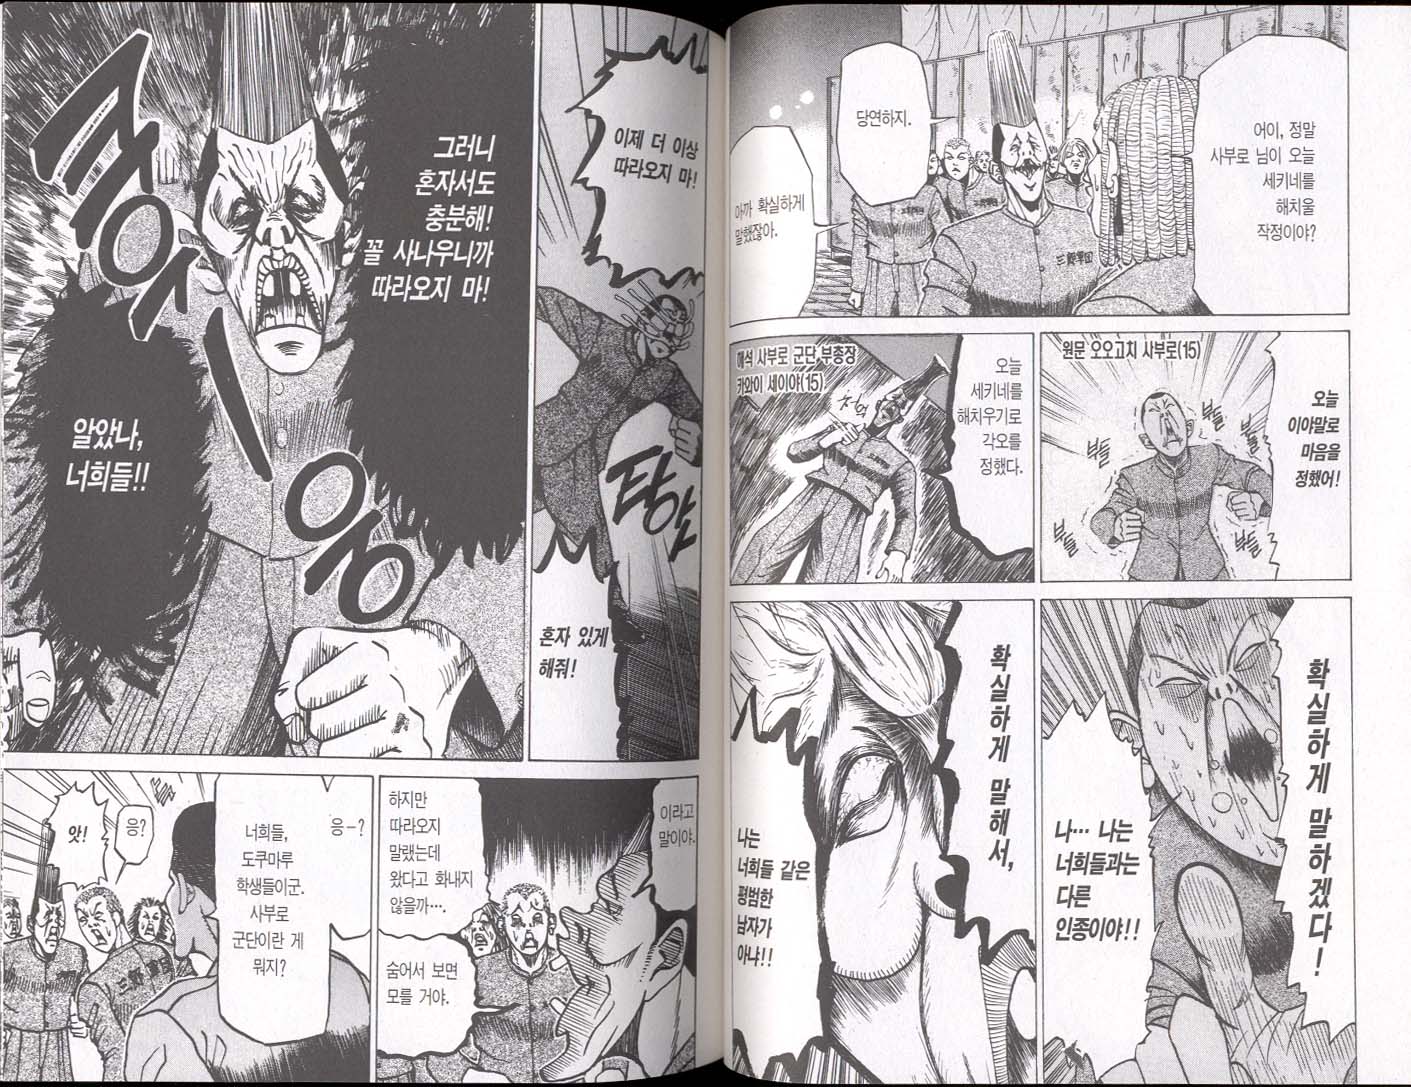 어이, 정말
사부로 님이 오늘
세키네를
해치울
작정이야?
당연하지.
아까 확실하게
말했잖아.
三郎軍団
원문 오오고치 사부로(15)
오늘
이야말로
마음을
정했어!
부들
부들
부들
부들
오늘
세키네를
해치우기로
각오를
정했다.
해석 사부로 군단 부총장
카와이 세이야(15)
저벅
확실하게 말하겠다!
나… 나는
너희들과는
다른
인종이야!!
확실하게 말해서,
나는
너희들 같은
평범한
남자가
아냐!!
이제 더 이상
따라오지 마!
탕
혼자 있게
해줘!
그러니
혼자서도
충분해!
꼴 사나우니까
따라오지 마!
알았나,
너희들!!
이라고
말이야.
하지만
따라오지
말랬는데
왔다고 화내지
않을까….
숨어서 보면
모를 거야.
응-?
너희들,
도쿠마루
학생들이군.
사부로
군단이란 게
뭐지?
응?
앗!
三郎軍団